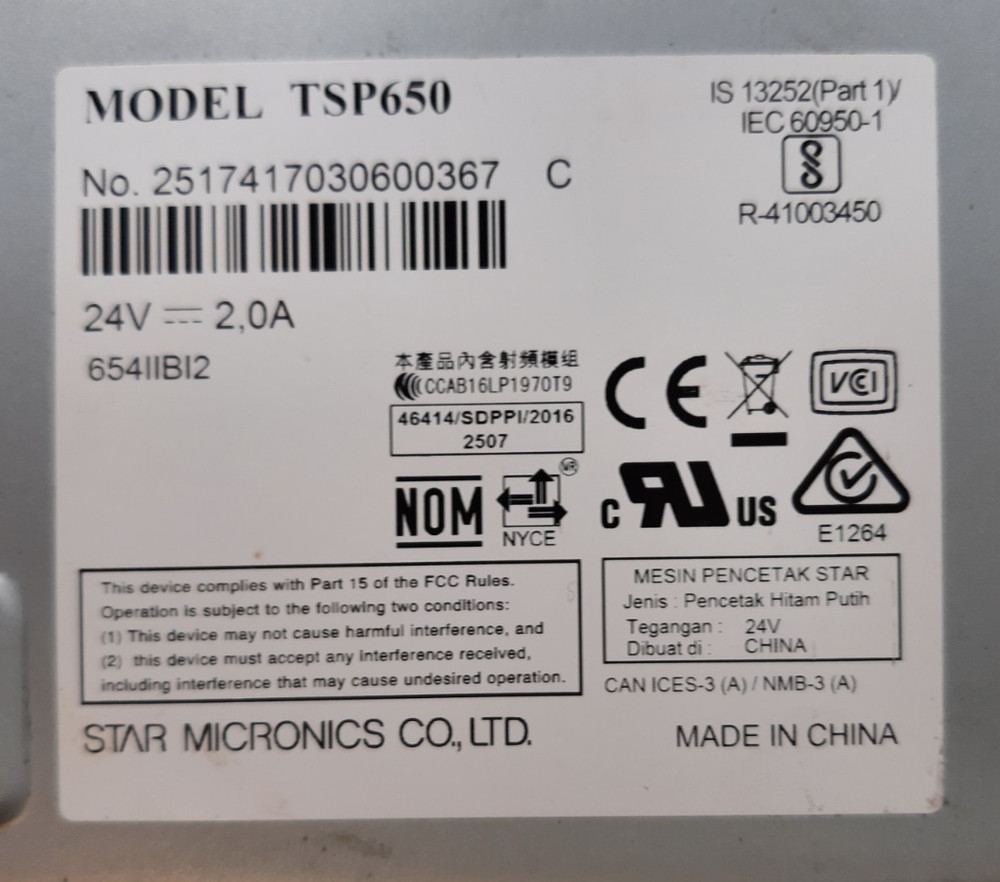 MODEL TSP650
IS 13252(Part 1)/
IEC 60950-1
R-41003450
No. 2517417030600367 C
24V 2,0A
654IIBI2
本產品內含射頻模組
CCAB16LP1970T9
46414/SDPPI/2016
2507
CE
VCI
NOM
NYCE
c RU US
E1264
This device complies with Part 15 of the FCC Rules.
Operation is subject to the following two conditions:
(1) This device may not cause harmful interference, and
(2) this device must accept any interference received,
including interference that may cause undesired operation.
MESIN PENCETAK STAR
Jenis : Pencetak Hitam Putih
Tegangan : 24V
Dibuat di : CHINA
CAN ICES-3 (A) / NMB-3 (A)
STAR MICRONICS CO., LTD.
MADE IN CHINA